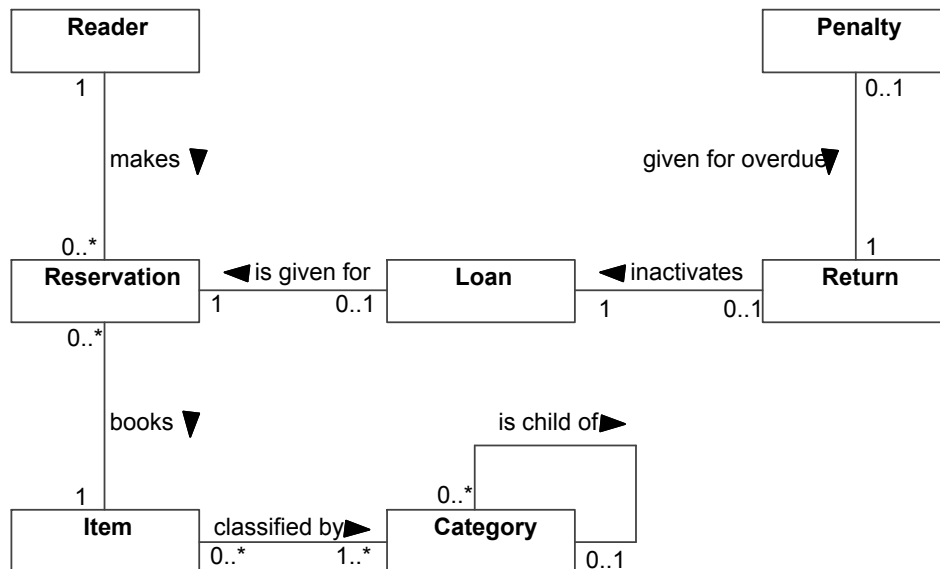 Reader
Penalty
1
0..1
makes
given for overdue
0..*
1
Reservation
is given for
Loan
inactivates
Return
1
0..1
1
0..1
0..*
books
is child of
1
0..*
Item
classified by
Category
0..*
1..*
0..1